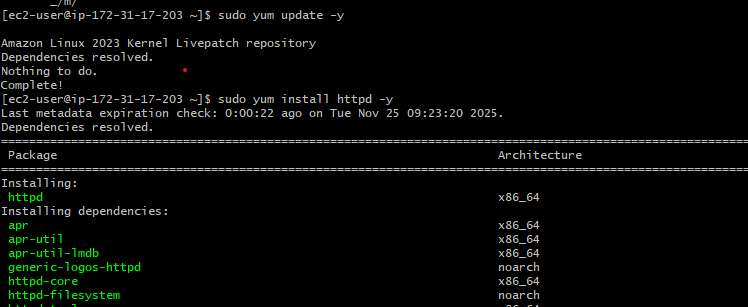 _/m/
[ec2-user@ip-172-31-17-203 ~]$ sudo yum update -y
Amazon Linux 2023 Kernel Livepatch repository
Dependencies resolved.
Nothing to do.
Complete!
[ec2-user@ip-172-31-17-203 ~]$ sudo yum install httpd -y
Last metadata expiration check: 0:00:22 ago on Tue Nov 25 09:23:20 2025.
Dependencies resolved.
Package Architecture
Installing:
httpd x86_64
Installing dependencies:
apr x86_64
apr-util x86_64
apr-util-lmdb x86_64
generic-logos-httpd noarch
httpd-core x86_64
httpd-filesystem noarch